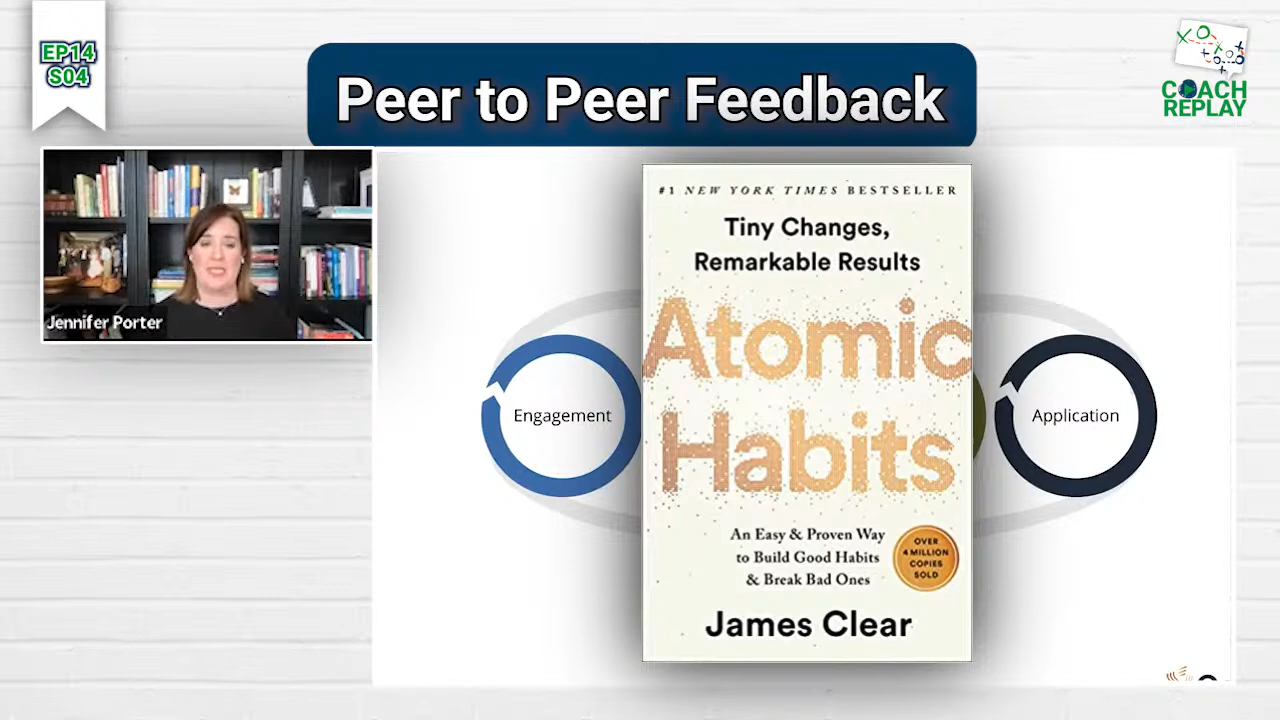 EP14
S04
Peer to Peer Feedback
COACH
REPLAY
Jennifer Porter
#1 NEW YORK TIMES BESTSELLER
Tiny Changes,
Remarkable Results
Atomic
Habits
Engagement
Application
An Easy & Proven Way
to Build Good Habits
& Break Bad Ones
OVER
4 MILLION
COPIES
SOLD
James Clear